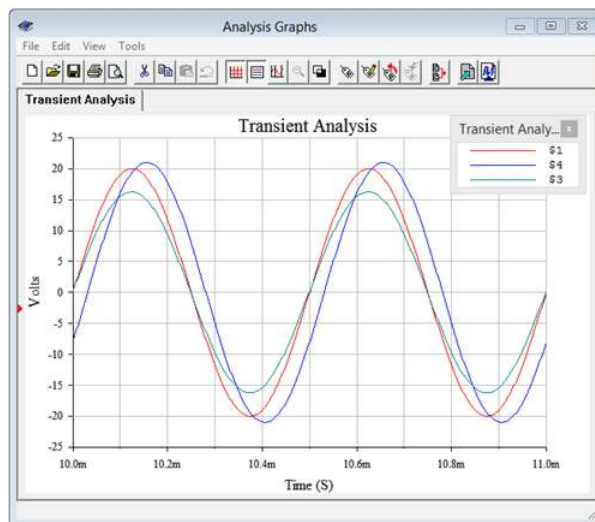 Analysis Graphs
File Edit View Tools
Transient Analysis
Transient Analysis
Transient Analy... x
$1
$4
$3
25
20
15
10
5
0
-5
-10
-15
-20
-25
Volts
10.0m 10.2m 10.4m 10.6m 10.8m 11.0m
Time (S)